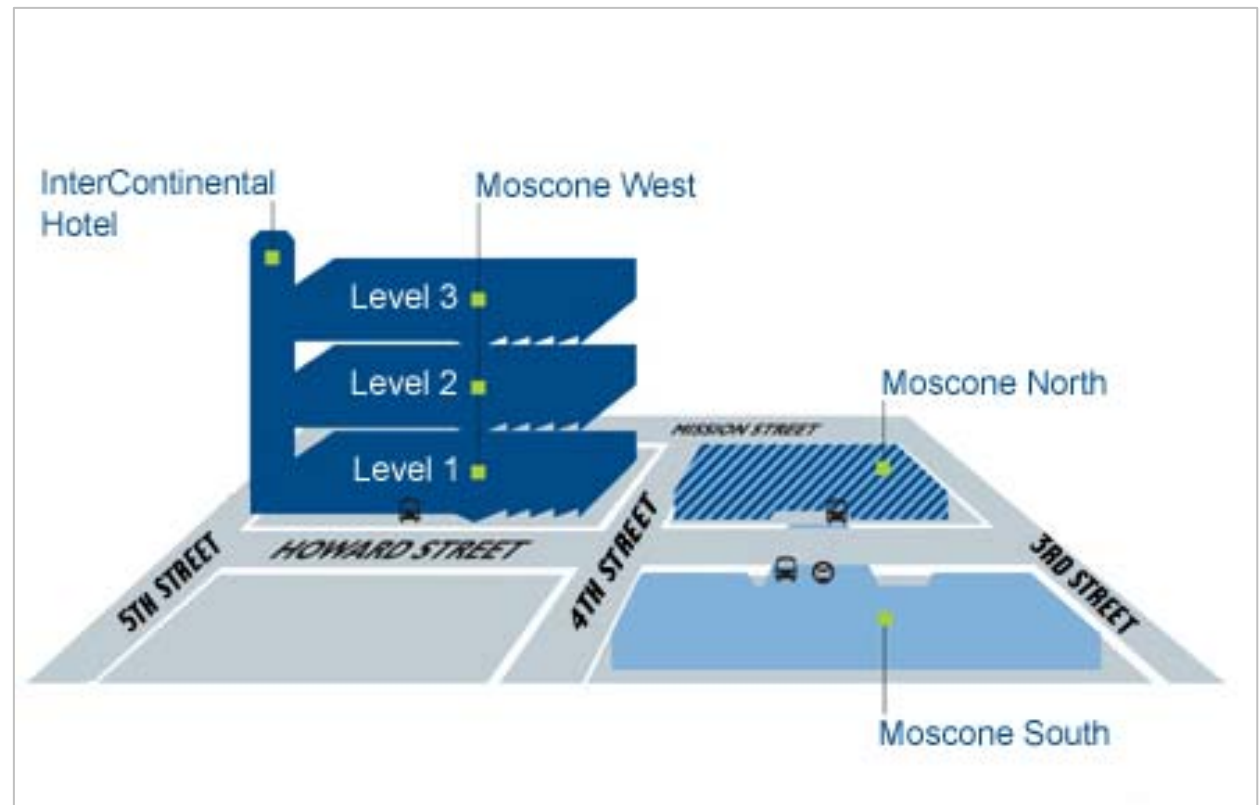 InterContinental
Hotel
Moscone West
Level 3
Level 2
Level 1
Moscone North
MISSION STREET
HOWARD STREET
5TH STREET
4TH STREET
3RD STREET
Moscone South